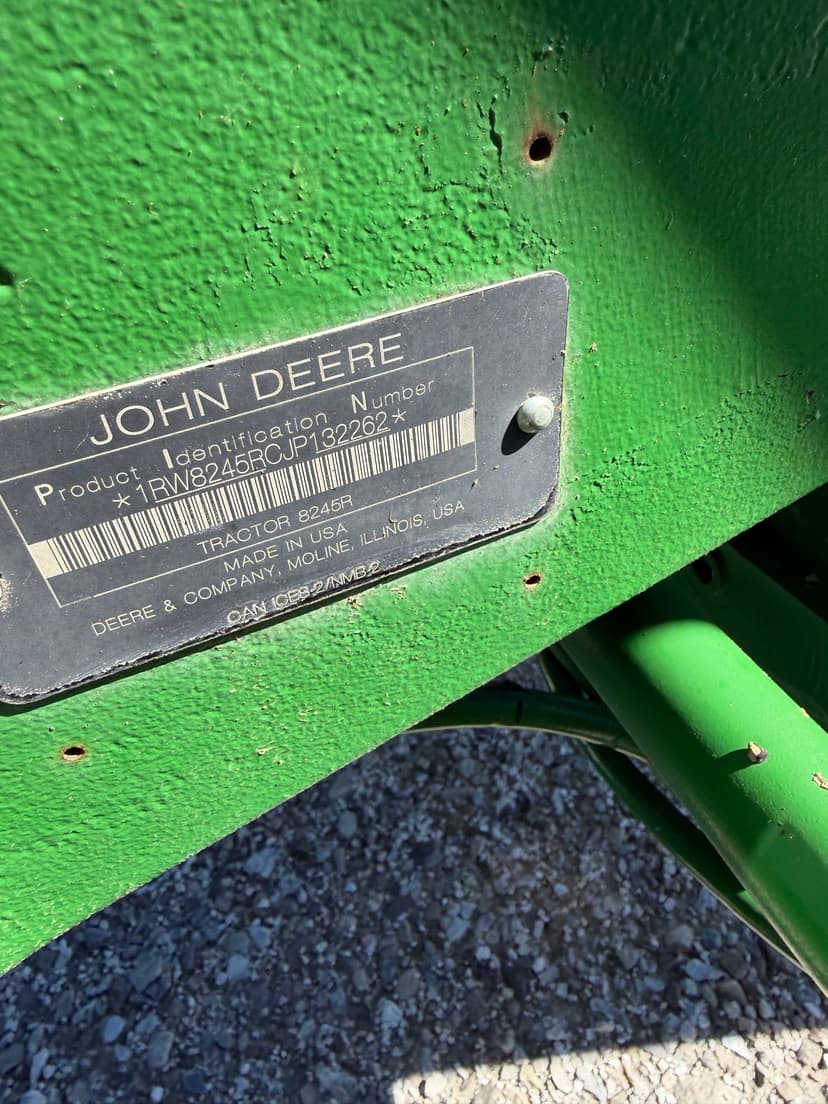 JOHN DEERE
Product Identification Number
*1RW8245RCJP132262*
TRACTOR 8245R
MADE IN USA
DEERE & COMPANY, MOLINE, ILLINOIS, USA
CAN ICES-2/NMB-2